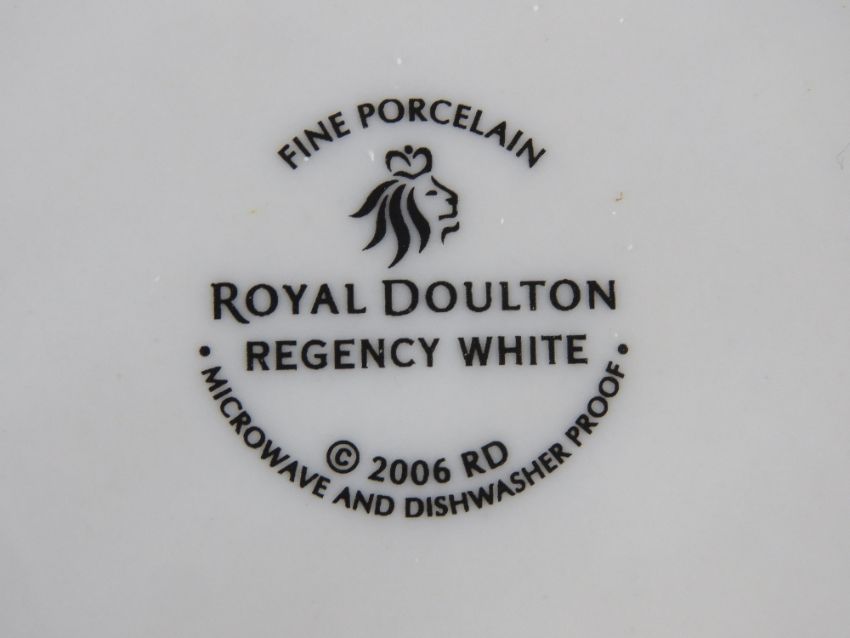 FINE PORCELAIN
ROYAL DOULTON
REGENCY WHITE
© 2006 RD
• MICROWAVE AND DISHWASHER PROOF •